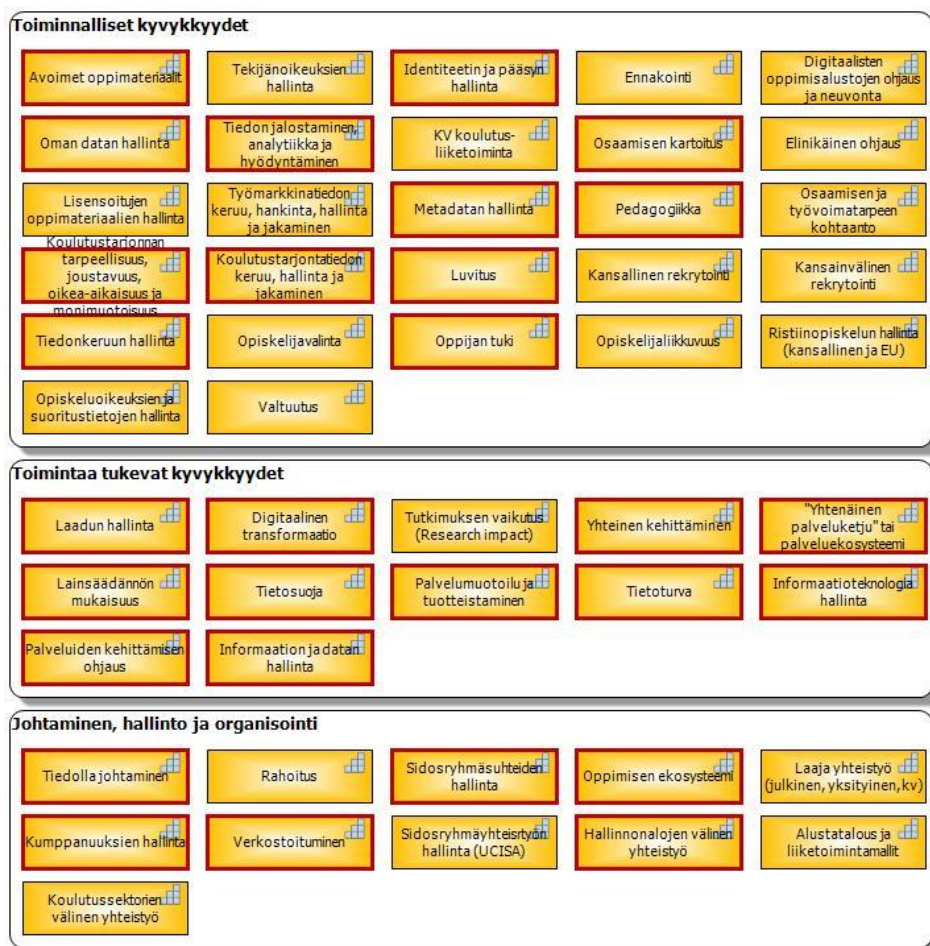 Toiminnalliset kyvykkyydet
Avoimet oppimateriaalit
Tekijänoikeuksien
hallinta
Identiteetin ja pääsyn
hallinta
Ennakointi
Digitaalisten
oppimisalustojen ohjaus
ja neuvonta
Oman datan hallinta
Tiedon jalostaminen,
analytiikka ja
hyödyntäminen
KV koulutus-
liiketoiminta
Osaamisen kartoitus
Elinikäinen ohjaus
Lisensoitujen
oppimateriaalien hallinta
Työmarkkinatiedon
keruu, hankinta, hallinta
ja jakaminen
Metadatan hallinta
Pedagogiikka
Osaamisen ja
työvoimatarpeen
kohtaanto
Koulutustarjonnan
tarpeellisuus,
joustavuus,
oikea-aikaisuus ja
monimuotoisuus
Koulutustarjontatiedon
keruu, hallinta ja
jakaminen
Luvitus
Kansallinen rekrytointi
Kansainvälinen
rekrytointi
Tiedonkeruun hallinta
Opiskelijavalinta
Oppijan tuki
Opiskelijaliikkuvuus
Ristiinopiskelun hallinta
(kansallinen ja EU)
Opiskeluoikeuksien ja
suoritustietojen hallinta
Valtuutus
Toimintaa tukevat kyvykkyydet
Laadun hallinta
Digitaalinen
transformaatio
Tutkimuksen vaikutus
(Research impact)
Yhteinen kehittäminen
"Yhtenäinen
palveluketju" tai
palveluekosysteemi
Lainsäädännön
mukaisuus
Tietosuoja
Palvelumuotoilu ja
tuotteistaminen
Tietoturva
Informaatioteknologia
hallinta
Palveluiden kehittämisen
ohjaus
Informaation ja datan
hallinta
Johtaminen, hallinto ja organisointi
Tiedolla johtaminen
Rahoitus
Sidosryhmäsuhteiden
hallinta
Oppimisen ekosysteemi
Laaja yhteistyö
(julkinen, yksityinen, kv)
Kumppanuuksien hallinta
Verkostoituminen
Sidosryhmäyhteisrtyön
hallinta (UCISA)
Hallinnonalojen välinen
yhteistyö
Alustatalous ja
liiketoimintamallit
Koulutussektorien
välinen yhteistyö